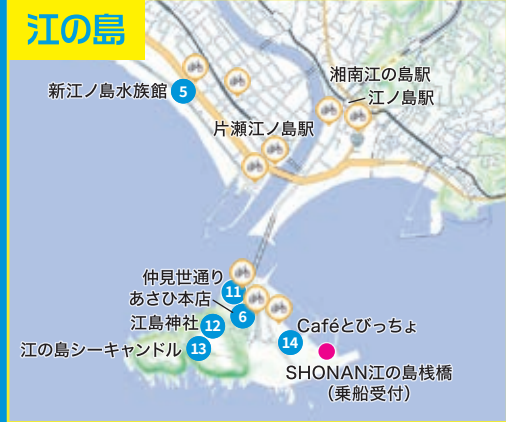 江の島
湘南江の島駅
新江ノ島水族館 5
江ノ島駅
片瀬江ノ島駅
仲見世通り 11
あさひ本店 6
江島神社 12
Caféとびっちょ 14
江の島シーキャンドル 13
SHONAN江の島桟橋
（乗船受付）